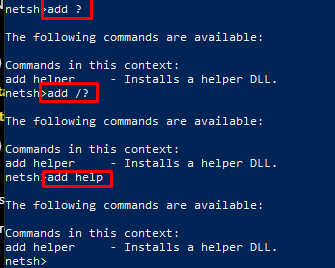 netsh>add ?
The following commands are available:
Commands in this context:
add helper     - Installs a helper DLL.
netsh>add /?
The following commands are available:
Commands in this context:
add helper     - Installs a helper DLL.
netsh>add help
The following commands are available:
Commands in this context:
add helper     - Installs a helper DLL.
netsh>